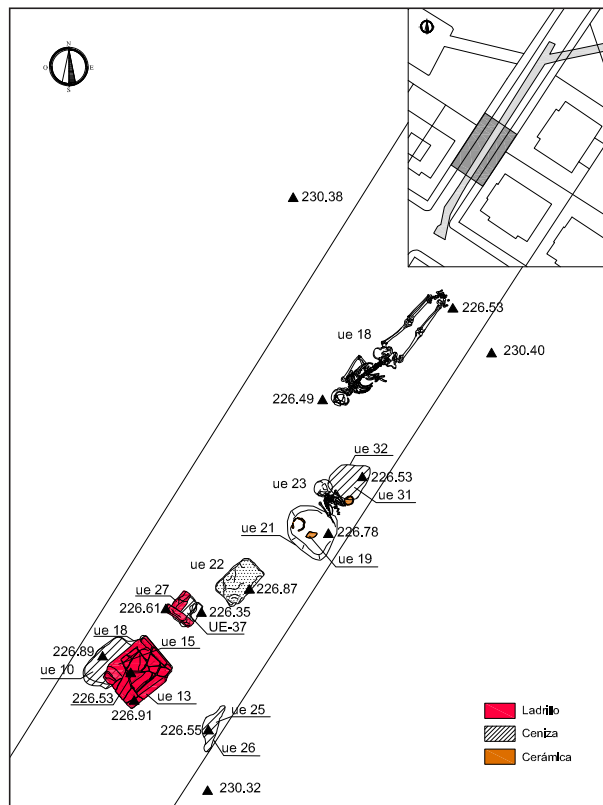 N
O E
S
230.38
226.53
ue 18
230.40
226.49
ue 32
226.53
ue 23
ue 31
226.78
ue 21
ue 19
ue 22
226.87
ue 27
226.61
226.35
UE-37
ue 18
ue 15
226.89
ue 10
226.53
ue 13
226.91
ue 25
226.55
ue 26
230.32
Ladrillo
Ceniza
Cerámica